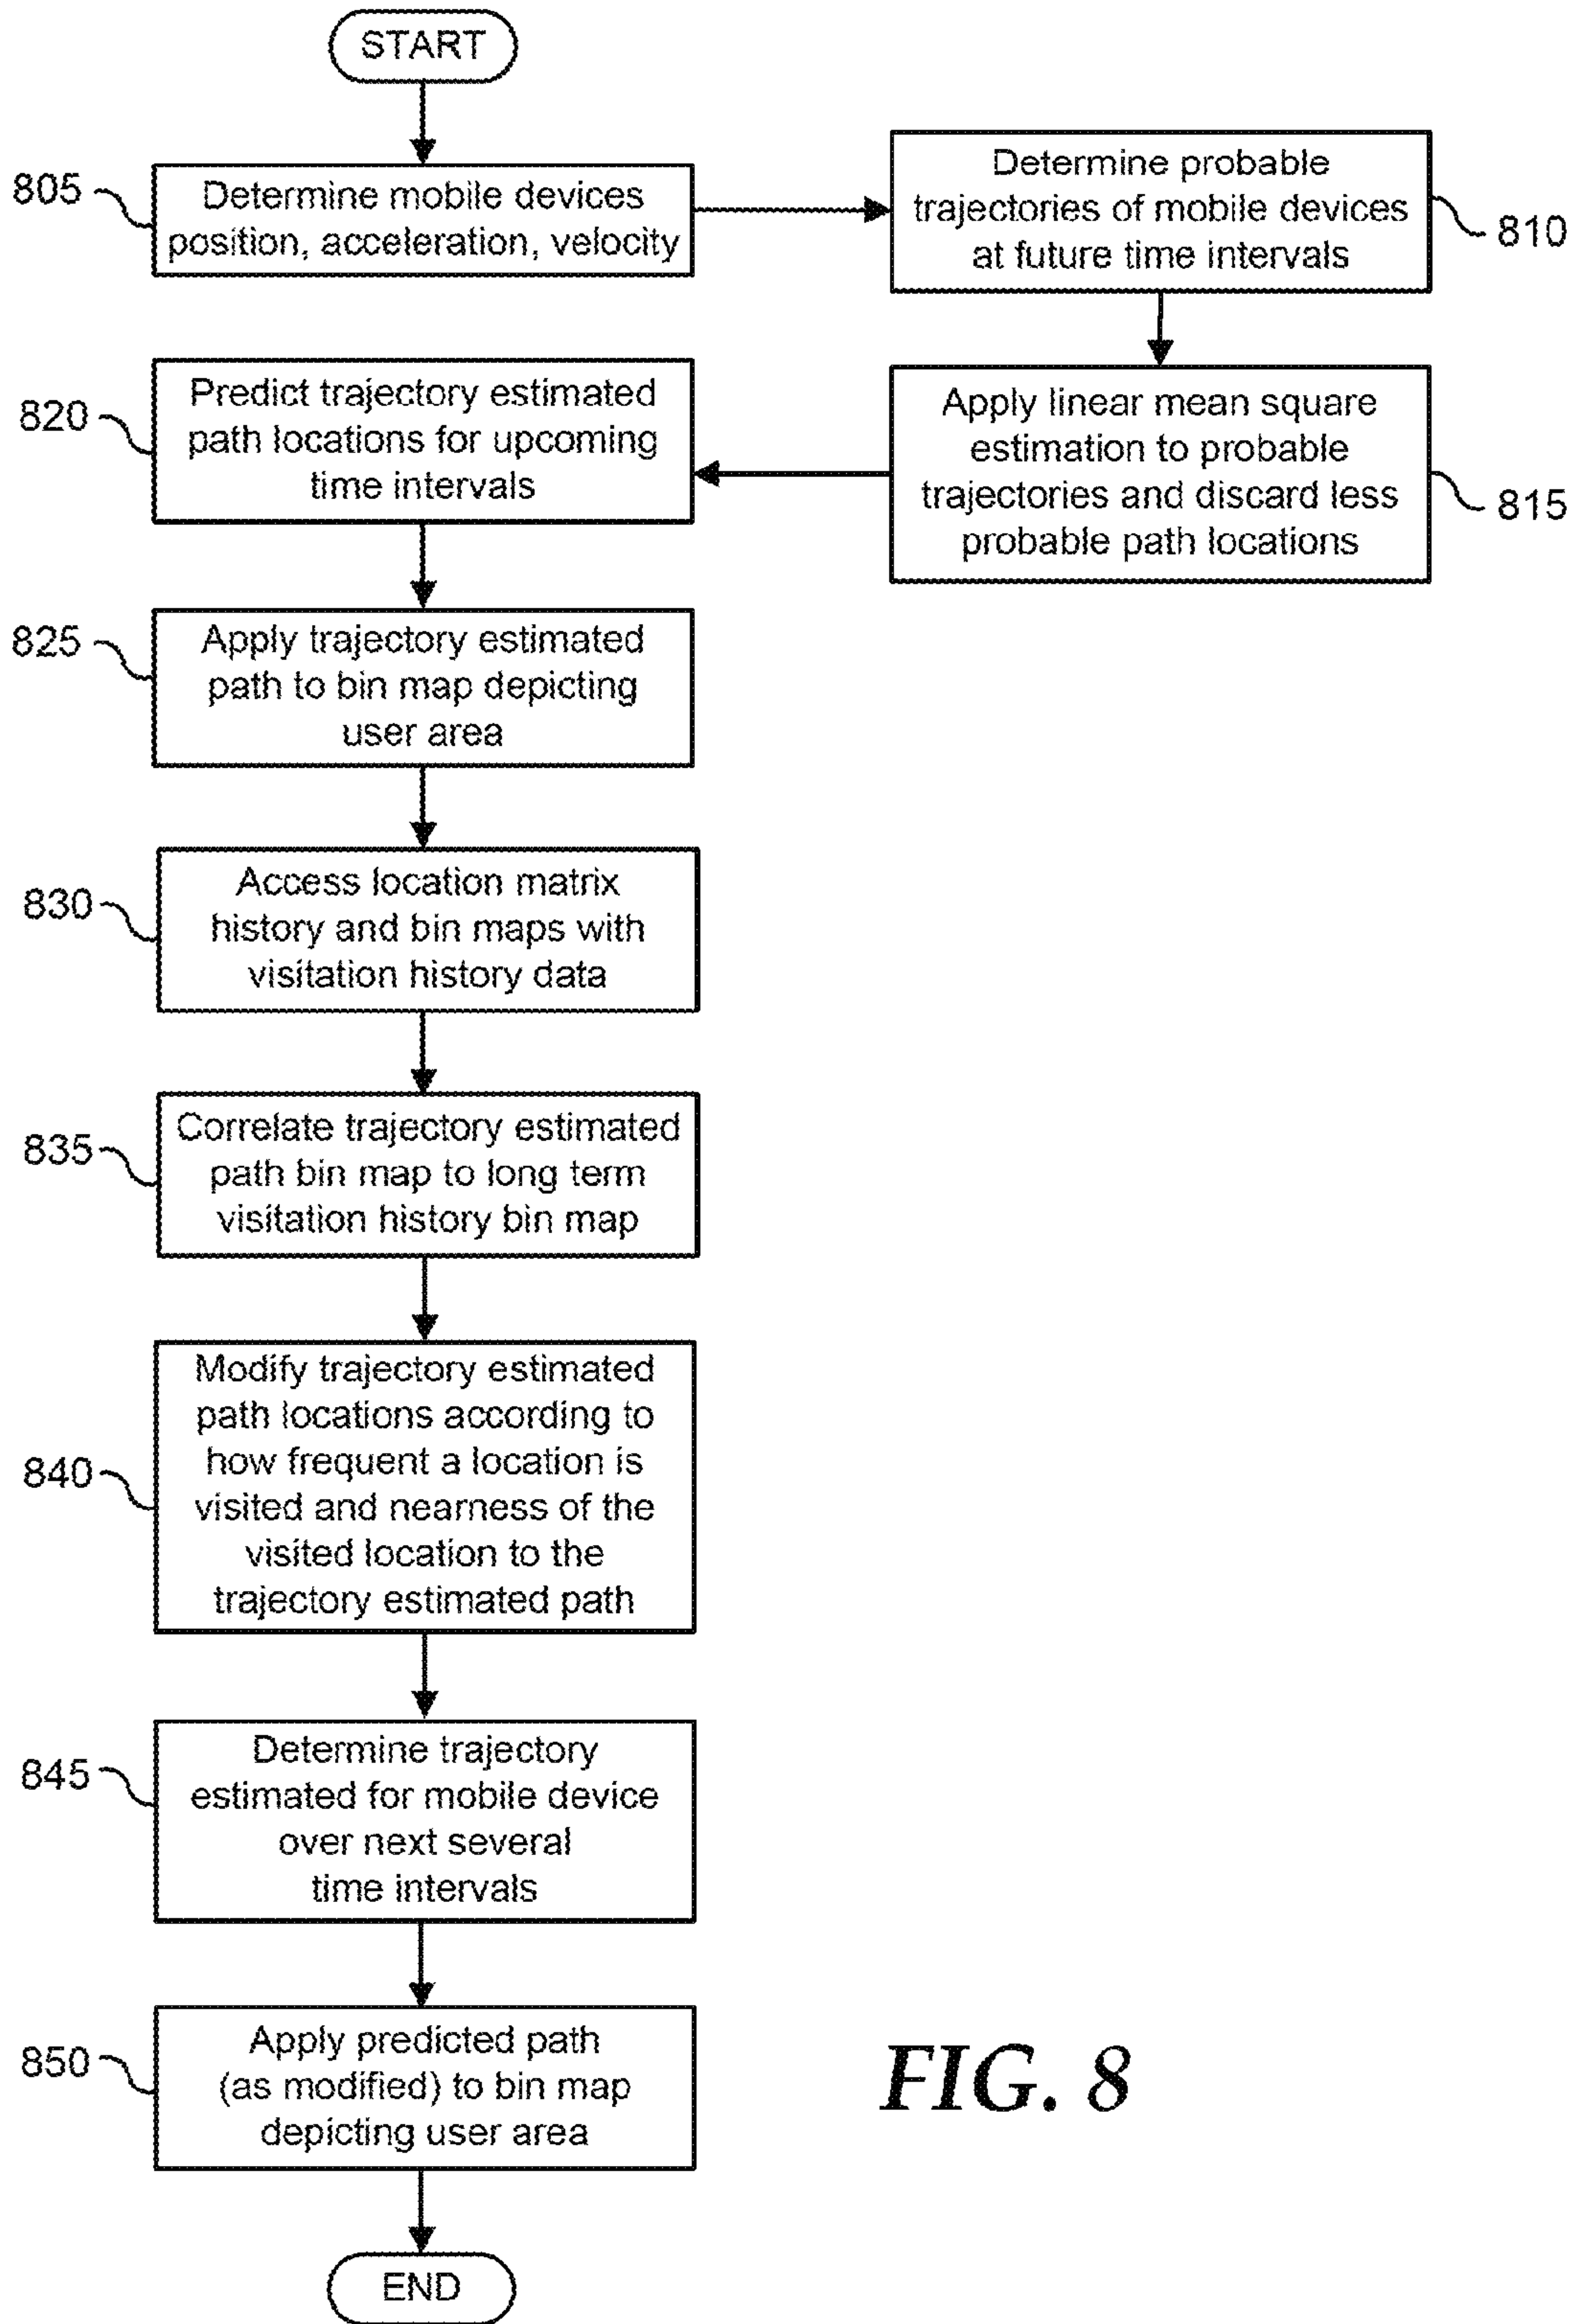 START
805
Determine mobile devices
position, acceleration, velocity
Determine probable
trajectories of mobile devices
at future time intervals
810
820
Predict trajectory estimated
path locations for upcoming
time intervals
Apply linear mean square
estimation to probable
trajectories and discard less
probable path locations
815
825
Apply trajectory estimated
path to bin map depicting
user area
830
Access location matrix
history and bin maps with
visitation history data
835
Correlate trajectory estimated
path bin map to long term
visitation history bin map
840
Modify trajectory estimated
path locations according to
how frequent a location is
visited and nearness of the
visited location to the
trajectory estimated path
845
Determine trajectory
estimated for mobile device
over next several
time intervals
850
Apply predicted path
(as modified) to bin map
depicting user area
END
FIG. 8